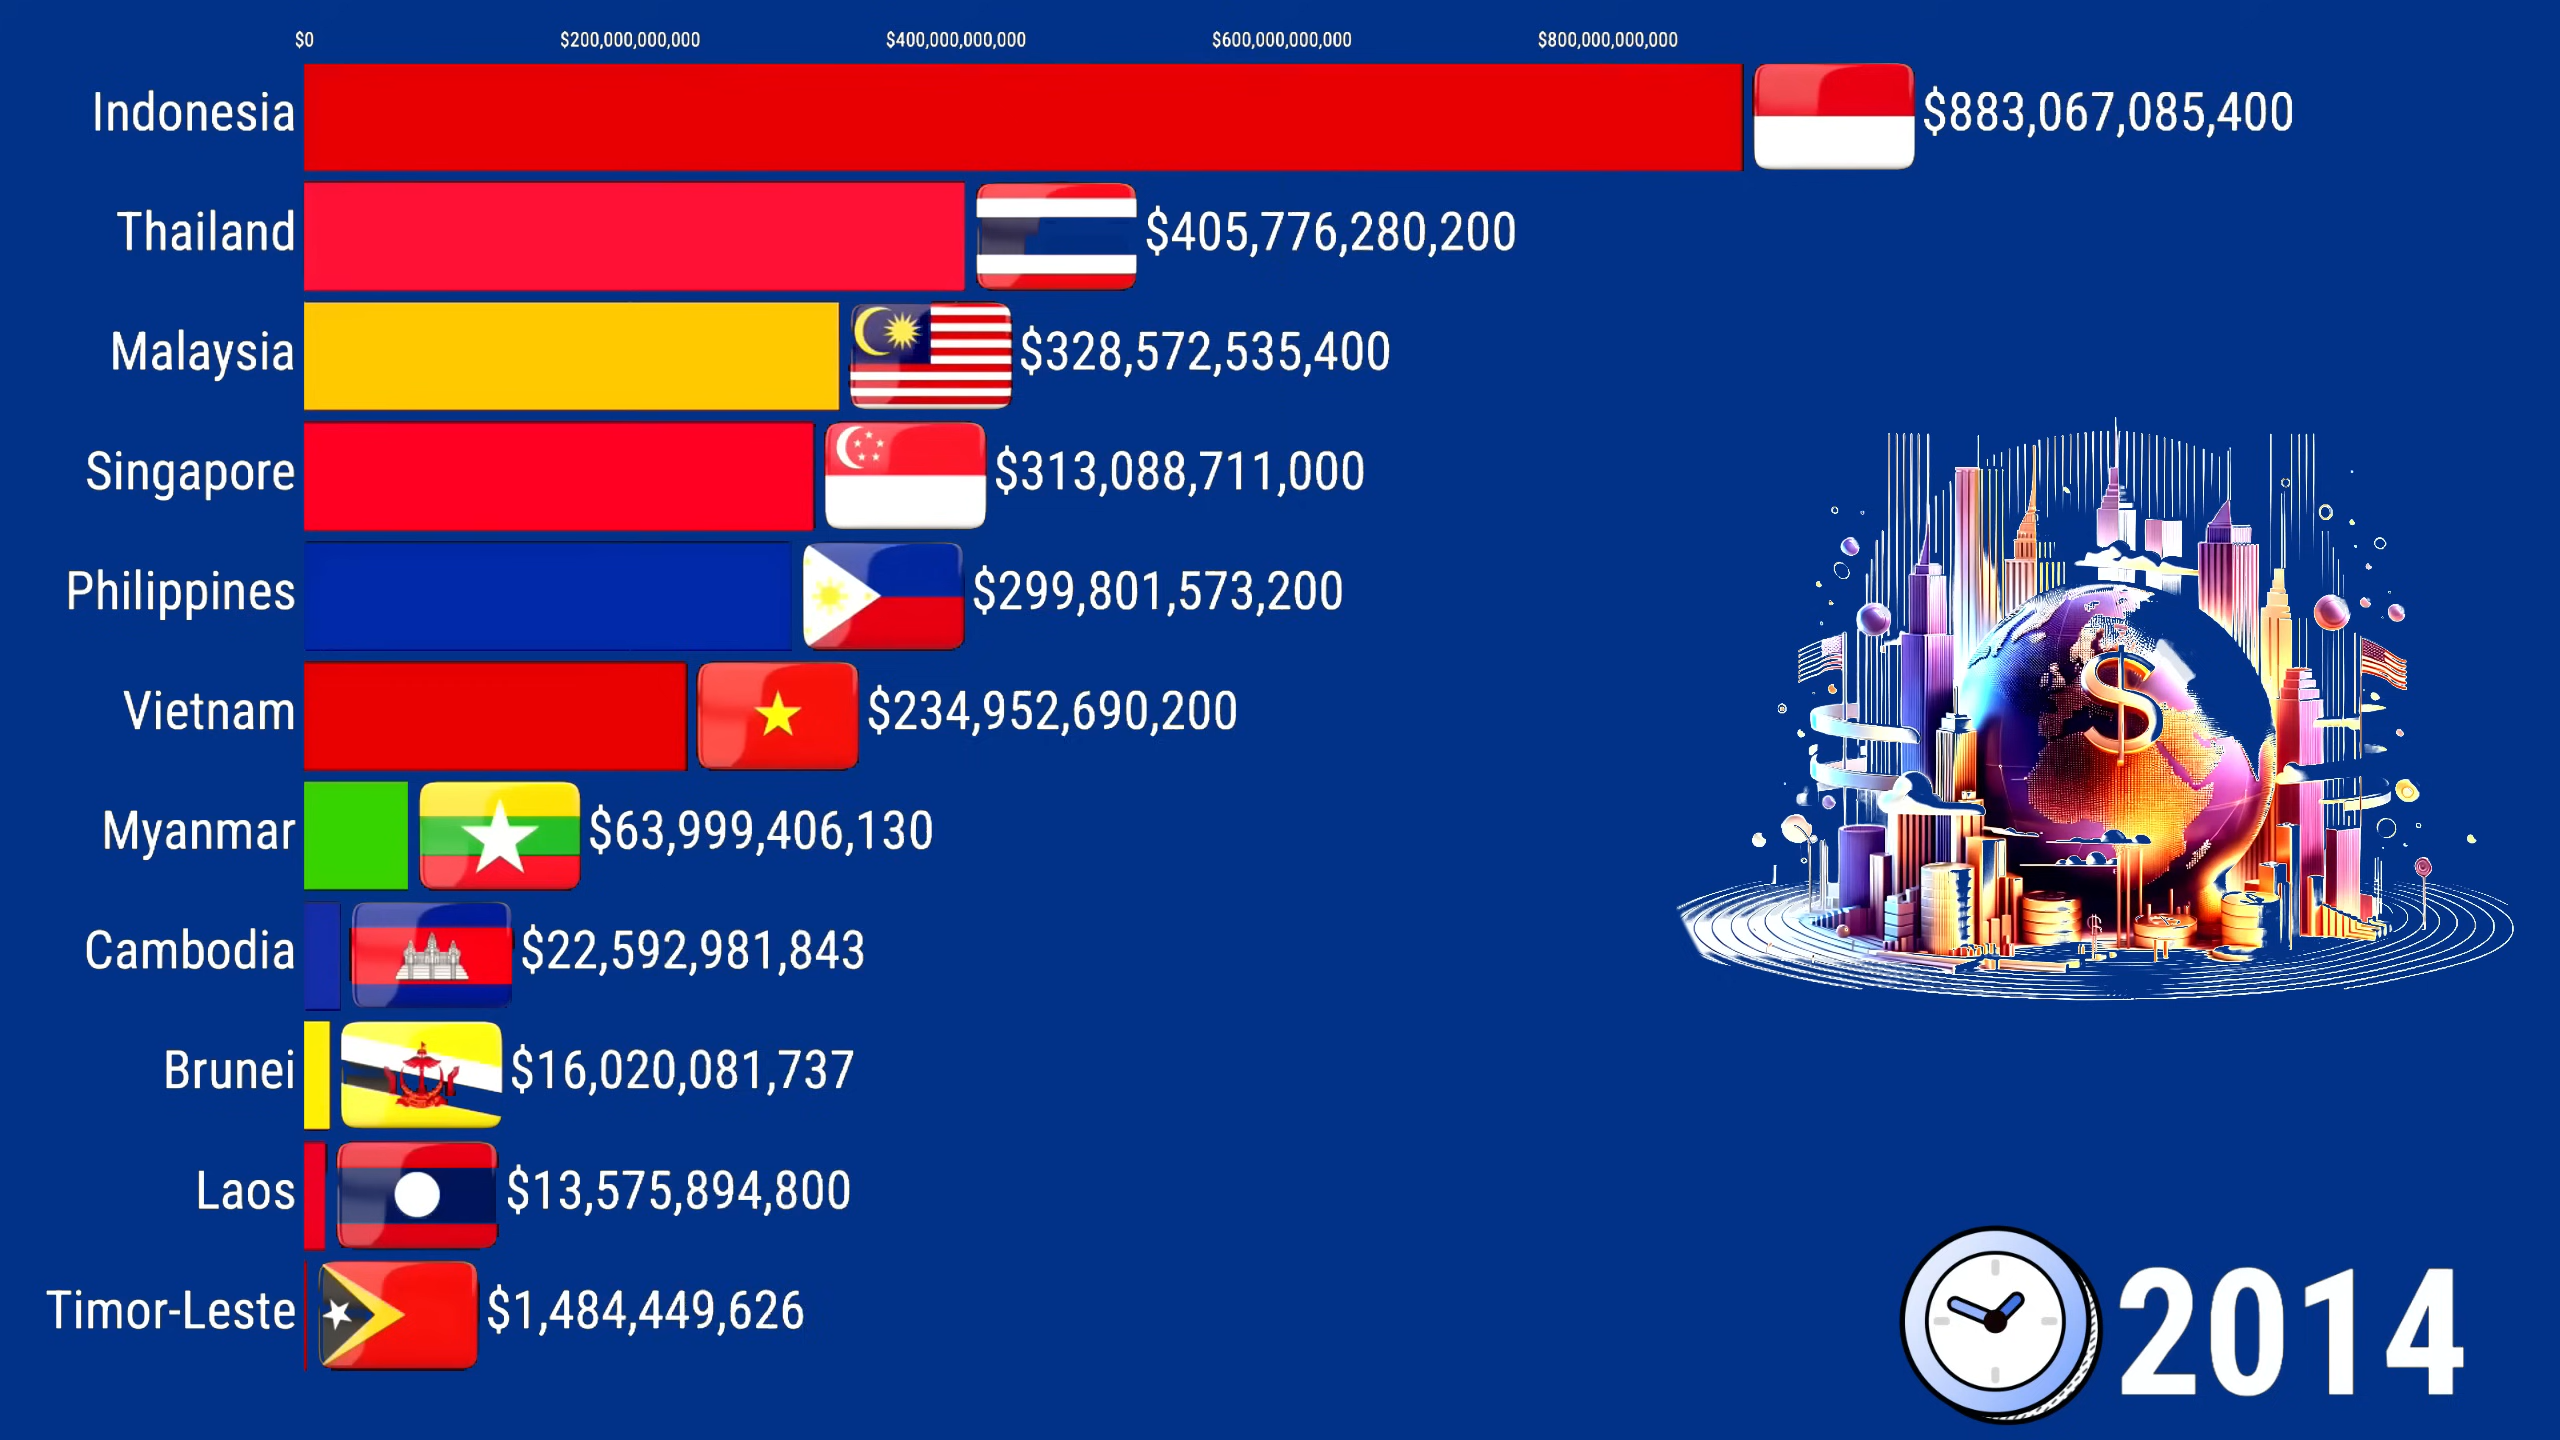 $0 $200,000,000,000 $400,000,000,000 $600,000,000,000 $800,000,000,000
Indonesia $883,067,085,400
Thailand $405,776,280,200
Malaysia $328,572,535,400
Singapore $313,088,711,000
Philippines $299,801,573,200
Vietnam $234,952,690,200
Myanmar $63,999,406,130
Cambodia $22,592,981,843
Brunei $16,020,081,737
Laos $13,575,894,800
Timor-Leste $1,484,449,626
$
2014